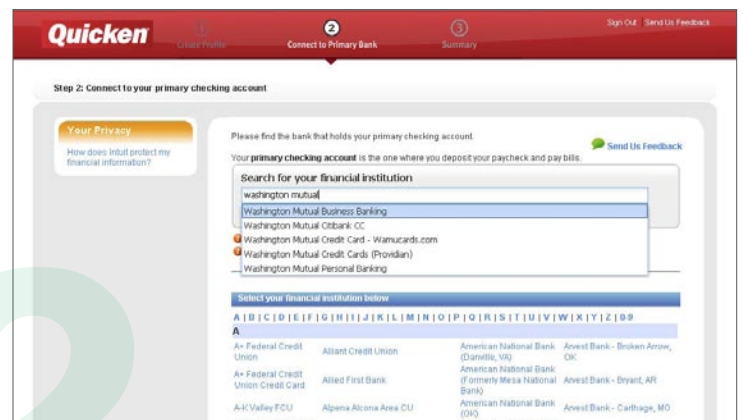 Quicken
1
2
3
Sign Out Send Us Feedback
Create Profile
Connect to Primary Bank
Summary
Step 2: Connect to your primary checking account
Your Privacy
How does Intuit protect my
financial information?
Please find the bank that holds your primary checking account.
Send Us Feedback
Your primary checking account is the one where you deposit your paycheck and pay bills.
Search for your financial institution
washington mutual
Washington Mutual Business Banking
Washington Mutual Citibank CC
Washington Mutual Credit Card - Wamucards.com
Washington Mutual Credit Cards (Providian)
Washington Mutual Personal Banking
Select your financial institution below
A | B | C | D | E | F | G | H | I | J | K | L | M | N | O | P | Q | R | S | T | U | V | W | X | Y | Z | 0-9
A
A+ Federal Credit
Union
Alliant Credit Union
American National Bank
(Danville, VA)
Arvest Bank - Broken Arrow,
OK
A+ Federal Credit
Union Credit Card
Allied First Bank
American National Bank
(Formerly Mesa National
Bank)
Arvest Bank - Bryant, AR
A-K Valley FCU
Alpena Alcona Area CU
American National Bank
(OK)
Arvest Bank - Carthage, MO
2